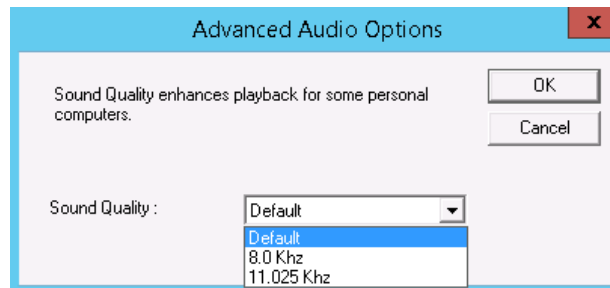 Advanced Audio Options
x
Sound Quality enhances playback for some personal
computers.
OK
Cancel
Sound Quality :
Default
Default
8.0 Khz
11.025 Khz